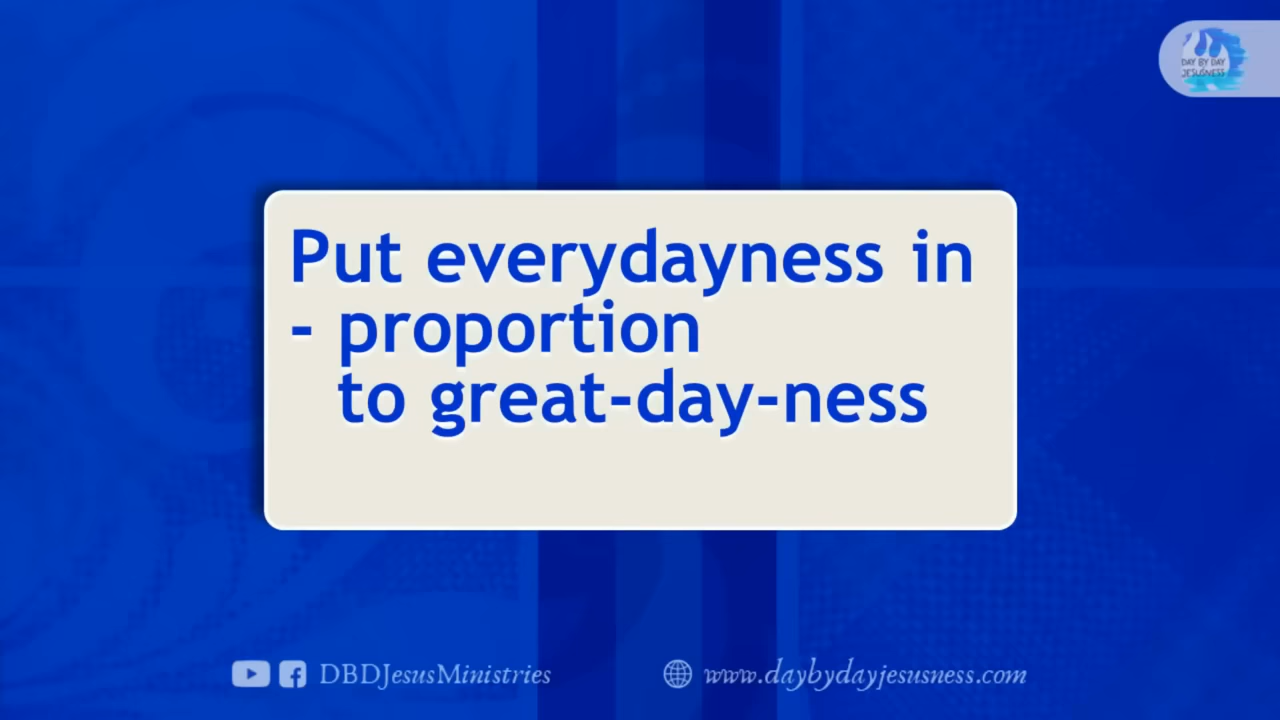 DAY BY DAY
JESUSNESS
Put everydayness in
- proportion
to great-day-ness
DBDJesusMinistries
www.daybydayjesusness.com